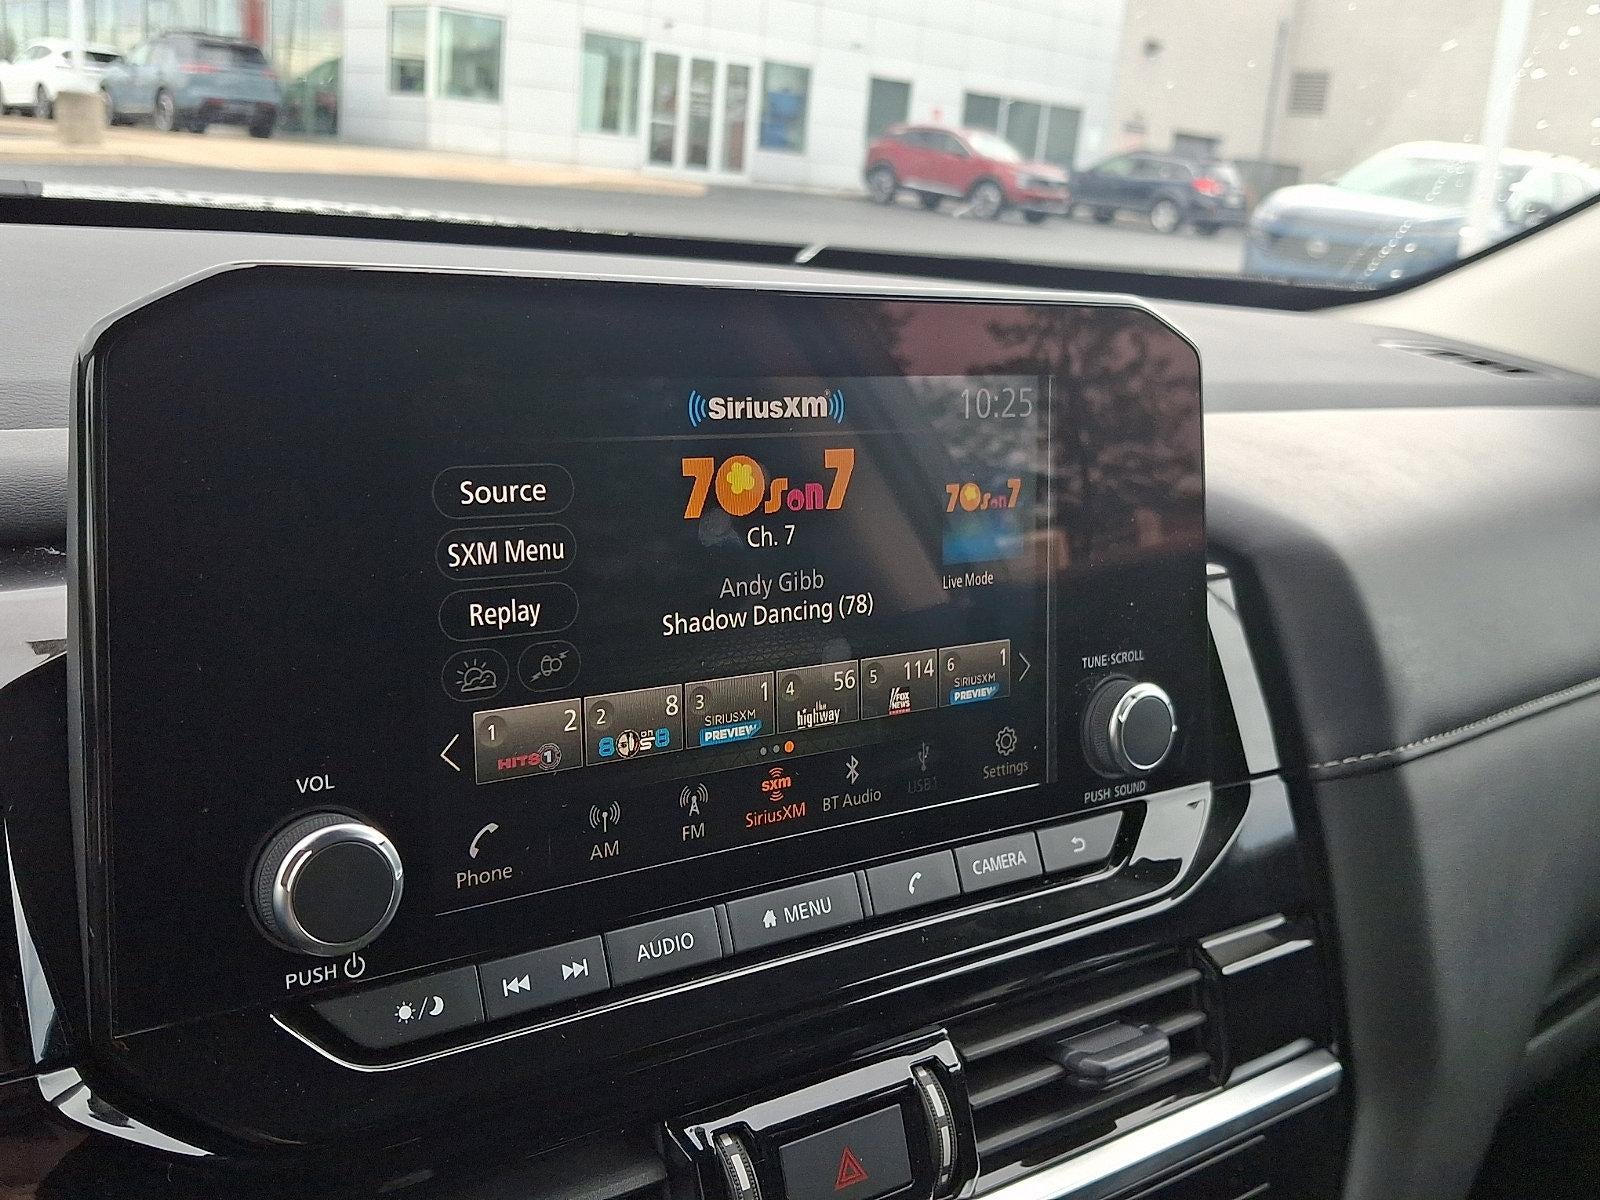 SiriusXM
10:25
Source
SXM Menu
Replay
70s on 7
Ch. 7
Andy Gibb
Shadow Dancing (78)
70s on 7
Live Mode
1 2
HITS 1
2 8
80s on 8
3 1
SIRIUSXM
PREVIEW
4 56
the
highway
5 114
FOX
NEWS
6 1
SIRIUSXM
PREVIEW
Phone
AM
FM
sxm
SiriusXM
BT Audio
USB1
Settings
VOL
PUSH
TUNE·SCROLL
PUSH SOUND
AUDIO
MENU
CAMERA